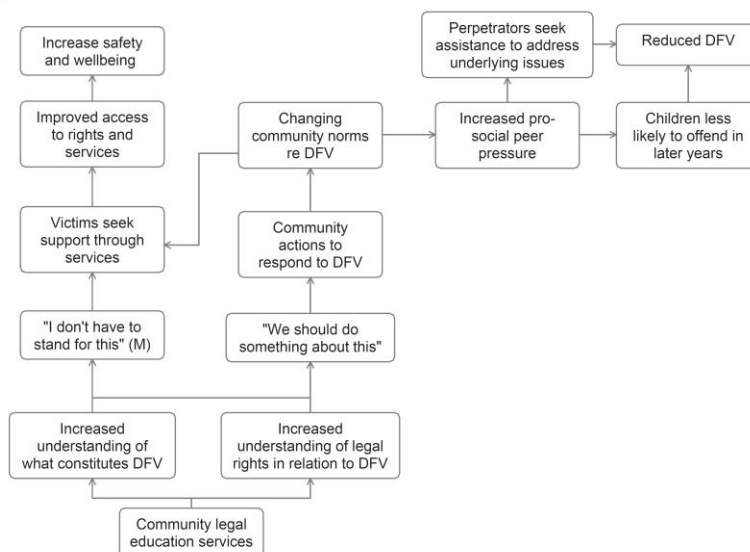 Increase safety
and wellbeing
Perpetrators seek
assistance to address
underlying issues
Reduced DFV
Improved access
to rights and
services
Changing
community norms
re DFV
Increased pro-
social peer
pressure
Children less
likely to offend in
later years
Victims seek
support through
services
Community
actions to
respond to DFV
"I don't have to
stand for this" (M)
"We should do
something about this"
Increased
understanding of
what constitutes DFV
Increased
understanding of legal
rights in relation to DFV
Community legal
education services